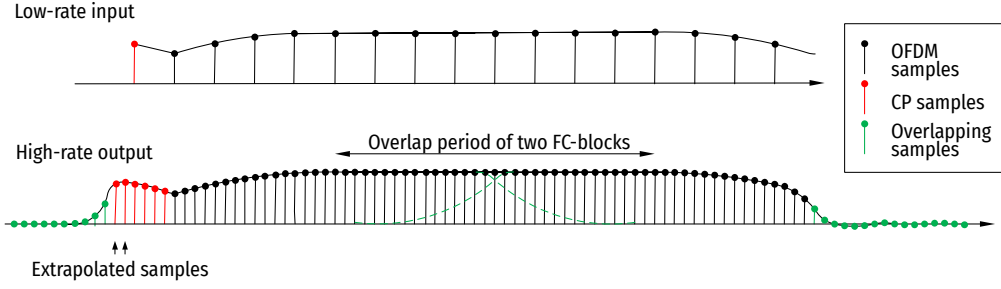 Low-rate input
OFDM
samples
CP samples
Overlapping
samples
High-rate output
Overlap period of two FC-blocks
Extrapolated samples